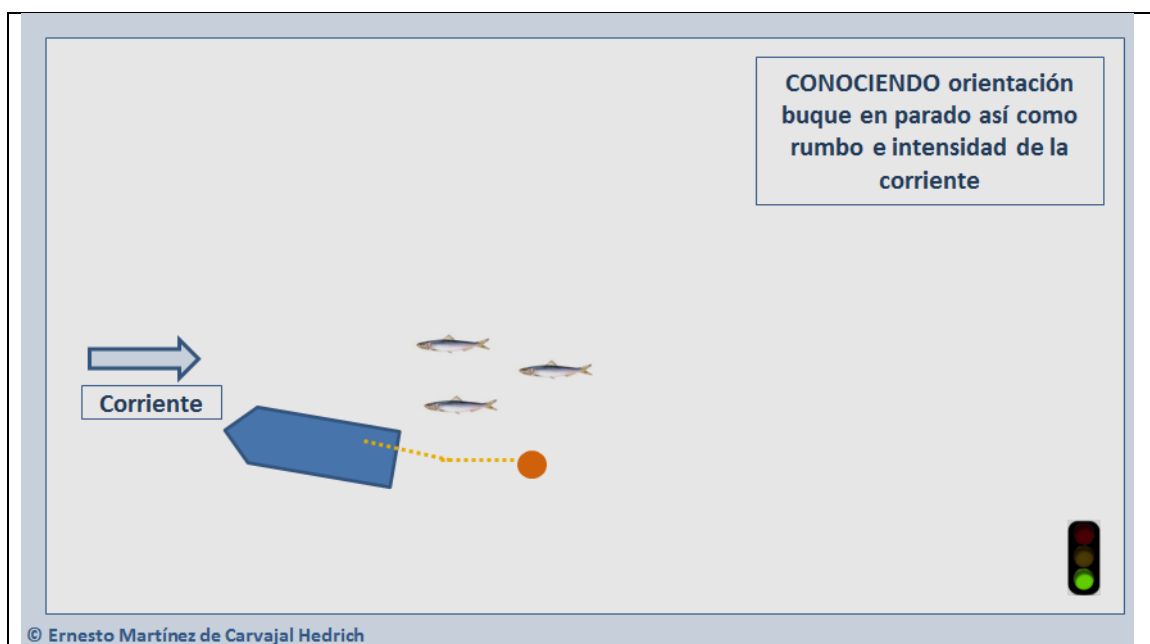 CONOCIENDO orientación
buque en parado así como
rumbo e intensidad de la
corriente
Corriente
© Ernesto Martínez de Carvajal Hedrich